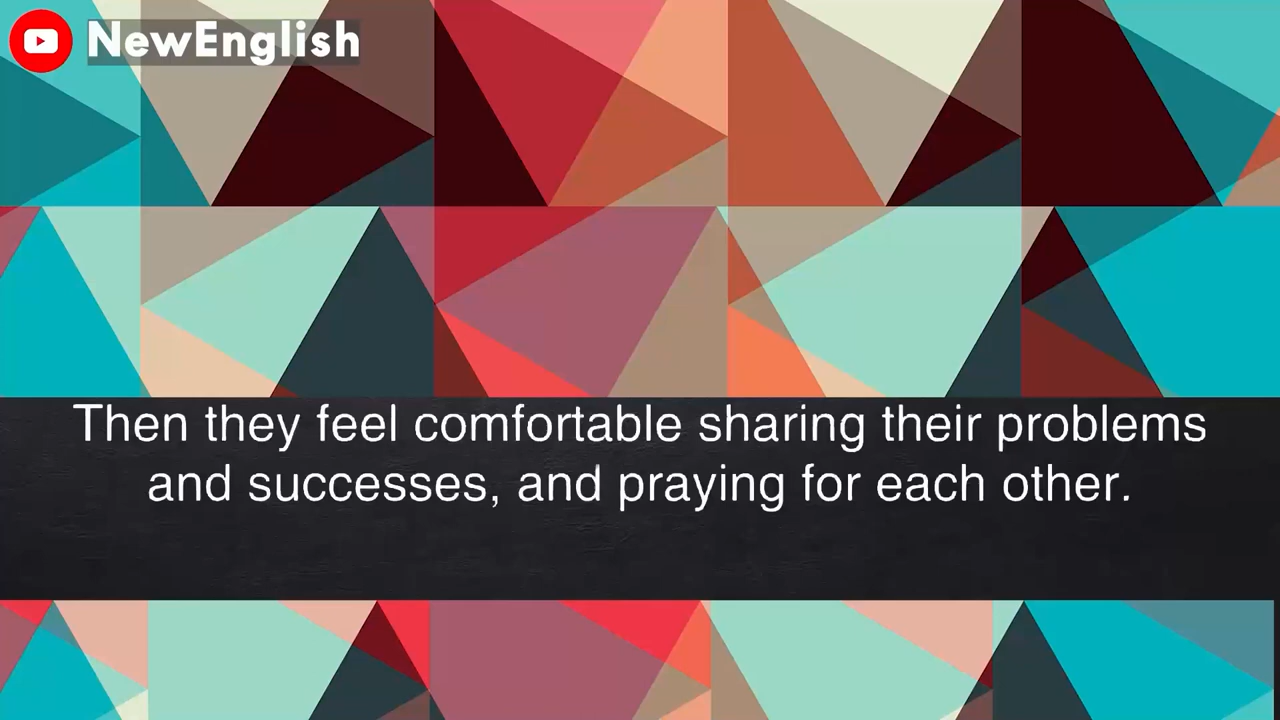 NewEnglish
Then they feel comfortable sharing their problems
and successes, and praying for each other.